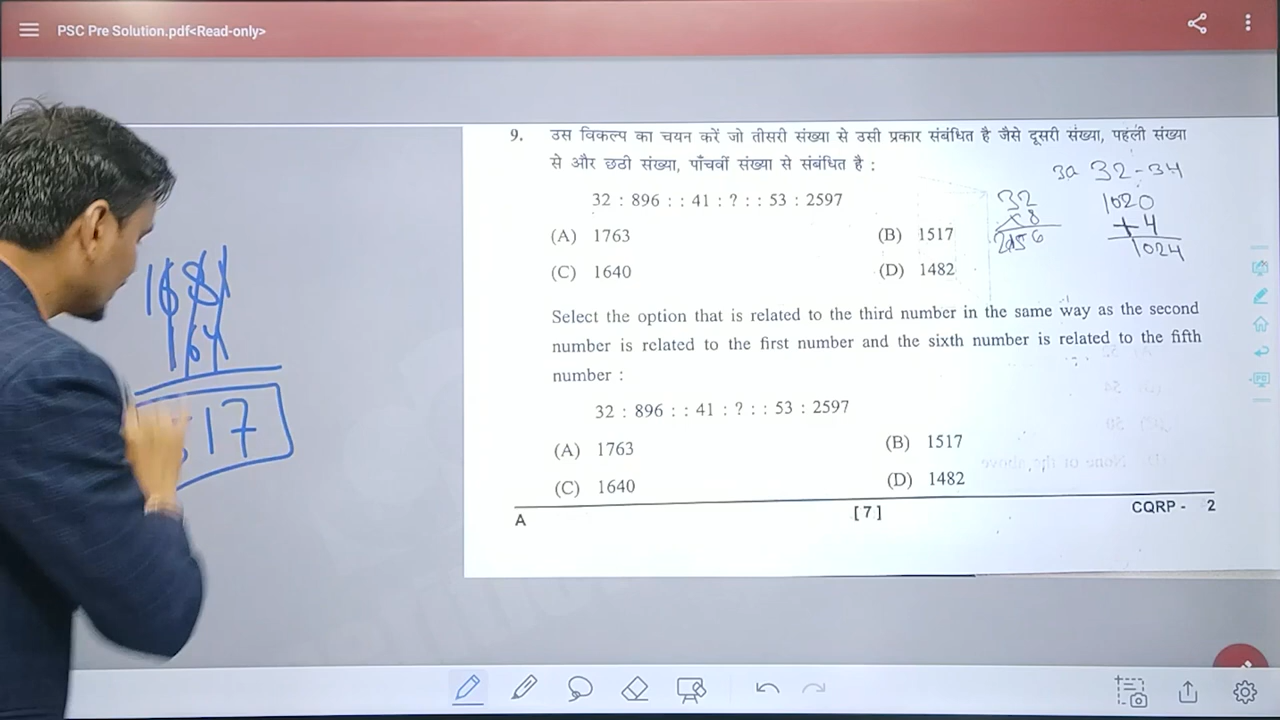 PSC Pre Solution.pdf<Read-only>
9. उस विकल्प का चयन करें जो तीसरी संख्या से उसी प्रकार संबंधित है जैसे दूसरी संख्या, पहली संख्या
से और छठी संख्या, पाँचवीं संख्या से संबंधित है :
32 : 896 : : 41 : ? : : 53 : 2597
(A) 1763 (B) 1517
(C) 1640 (D) 1482
Select the option that is related to the third number in the same way as the second
number is related to the first number and the sixth number is related to the fifth
number :
32 : 896 : : 41 : ? : : 53 : 2597
(A) 1763 (B) 1517
(C) 1640 (D) 1482
A [7] CQRP - 2
32-34
32
×8
1020
+4
1024
1681
164
17